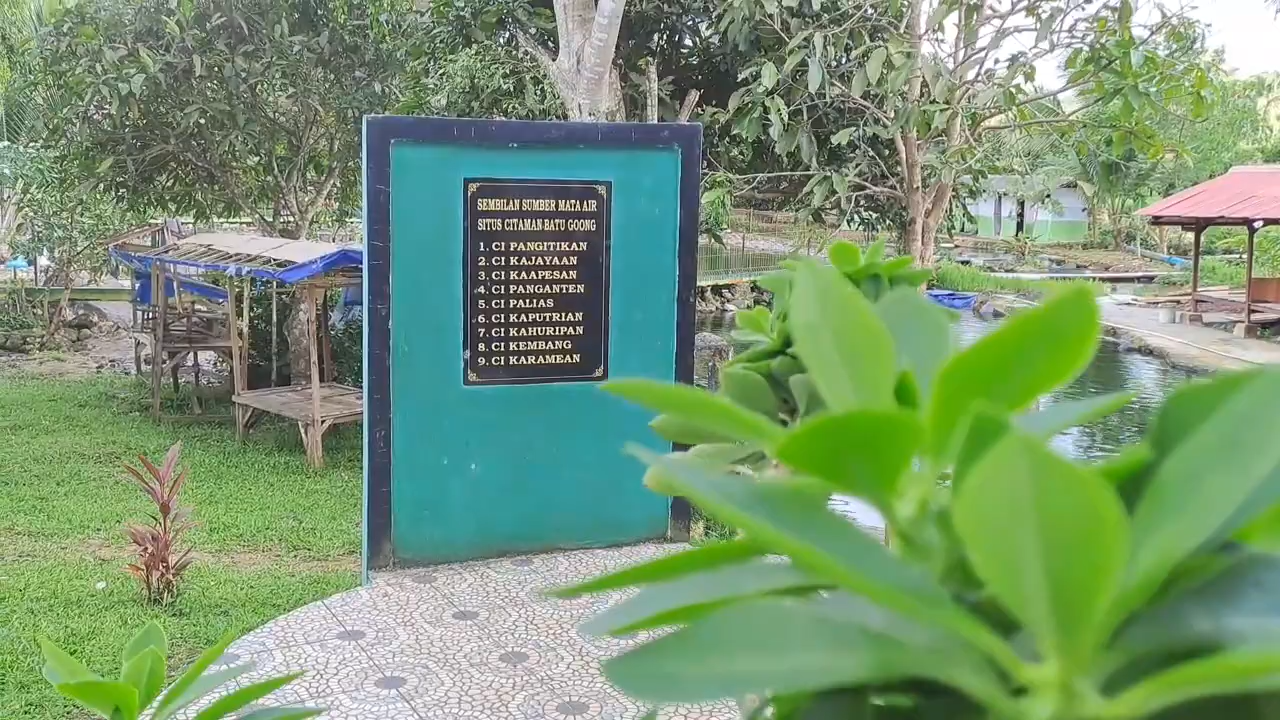 SEMBILAN SUMBER MATA AIR
SITUS CITAMAN-BATU GOONG
1. CI PANGITIKAN
2. CI KAJAYAAN
3. CI KAAPESAN
4. CI PANGANTEN
5. CI PALIAS
6. CI KAPUTRIAN
7. CI KAHURIPAN
8. CI KEMBANG
9. CI KARAMEAN